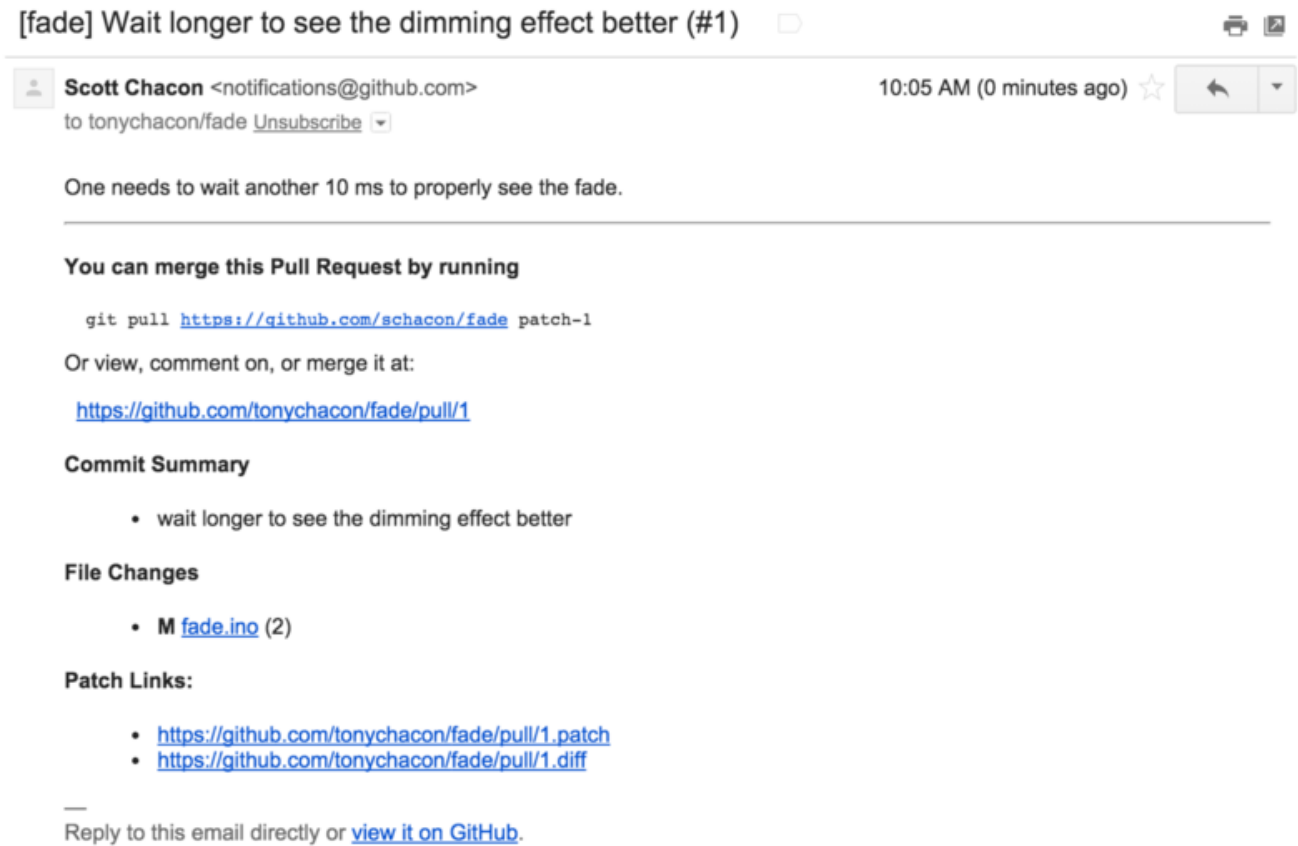 [fade] Wait longer to see the dimming effect better (#1)
Scott Chacon <notifications@github.com>
10:05 AM (0 minutes ago)
to tonychacon/fade Unsubscribe
One needs to wait another 10 ms to properly see the fade.
You can merge this Pull Request by running
git pull https://github.com/schacon/fade patch-1
Or view, comment on, or merge it at:
https://github.com/tonychacon/fade/pull/1
Commit Summary
• wait longer to see the dimming effect better
File Changes
• M fade.ino (2)
Patch Links:
• https://github.com/tonychacon/fade/pull/1.patch
• https://github.com/tonychacon/fade/pull/1.diff
—
Reply to this email directly or view it on GitHub.